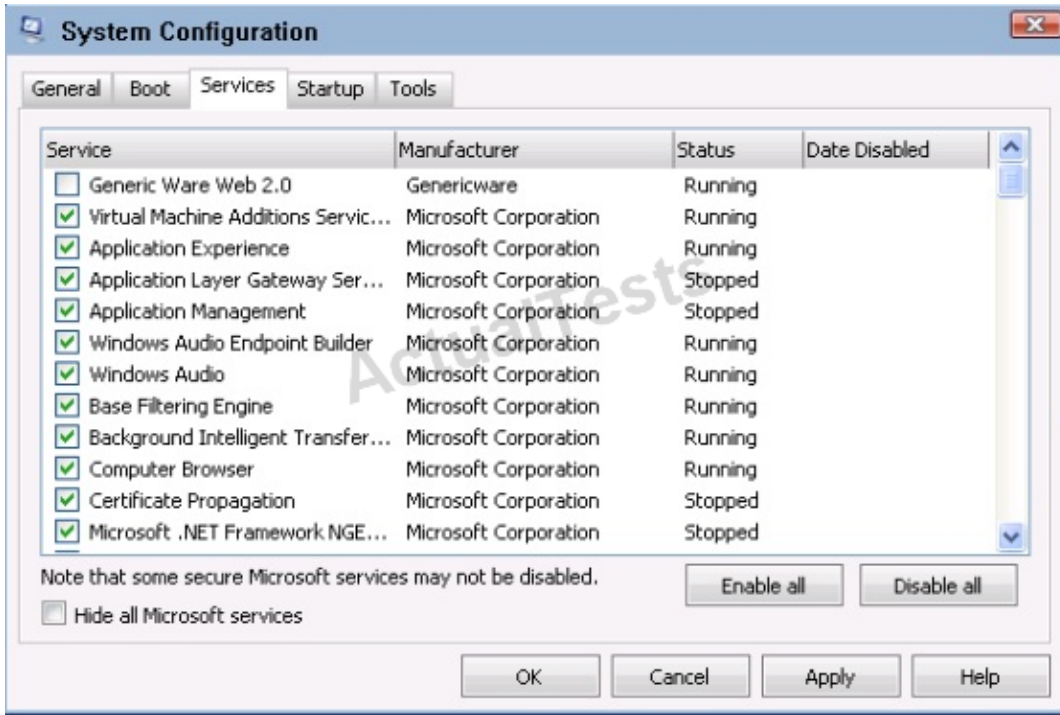 System Configuration
General Boot Services Startup Tools
Service Manufacturer Status Date Disabled
Generic Ware Web 2.0 Genericware Running
Virtual Machine Additions Servic... Microsoft Corporation Running
Application Experience Microsoft Corporation Running
Application Layer Gateway Ser... Microsoft Corporation Stopped
Application Management Microsoft Corporation Stopped
Windows Audio Endpoint Builder Microsoft Corporation Running
Windows Audio Microsoft Corporation Running
Base Filtering Engine Microsoft Corporation Running
Background Intelligent Transfer... Microsoft Corporation Running
Computer Browser Microsoft Corporation Running
Certificate Propagation Microsoft Corporation Stopped
Microsoft .NET Framework NGE... Microsoft Corporation Stopped
ActualTests
Note that some secure Microsoft services may not be disabled.
Enable all Disable all
Hide all Microsoft services
OK Cancel Apply Help